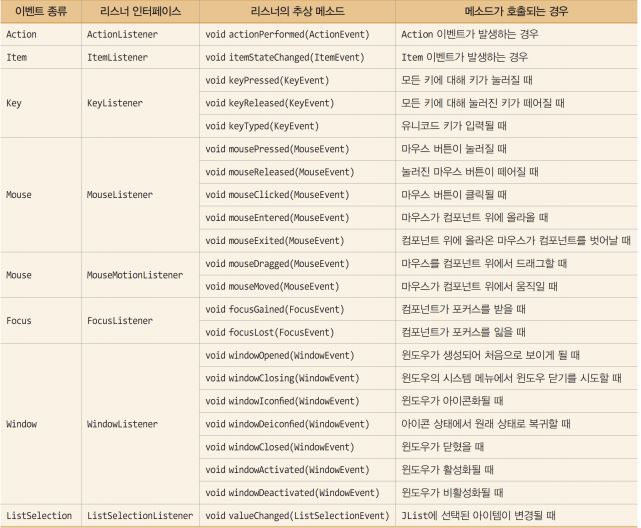 이벤트 종류 리스너 인터페이스 리스너의 추상 메소드 메소드가 호출되는 경우
Action ActionListener void actionPerformed(ActionEvent) Action 이벤트가 발생하는 경우
Item ItemListener void itemStateChanged(ItemEvent) Item 이벤트가 발생하는 경우
Key KeyListener void keyPressed(KeyEvent) 모든 키에 대해 키가 눌러질 때
void keyReleased(KeyEvent) 모든 키에 대해 눌러진 키가 떼어질 때
void keyTyped(KeyEvent) 유니코드 키가 입력될 때
Mouse MouseListener void mousePressed(MouseEvent) 마우스 버튼이 눌러질 때
void mouseReleased(MouseEvent) 눌러진 마우스 버튼이 떼어질 때
void mouseClicked(MouseEvent) 마우스 버튼이 클릭될 때
void mouseEntered(MouseEvent) 마우스가 컴포넌트 위에 올라올 때
void mouseExited(MouseEvent) 컴포넌트 위에 올라온 마우스가 컴포넌트를 벗어날 때
Mouse MouseMotionListener void mouseDragged(MouseEvent) 마우스를 컴포넌트 위에서 드래그할 때
void mouseMoved(MouseEvent) 마우스가 컴포넌트 위에서 움직일 때
Focus FocusListener void focusGained(FocusEvent) 컴포넌트가 포커스를 받을 때
void focusLost(FocusEvent) 컴포넌트가 포커스를 잃을 때
Window WindowListener void windowOpened(WindowEvent) 윈도우가 생성되어 처음으로 보이게 될 때
void windowClosing(WindowEvent) 윈도우의 시스템 메뉴에서 윈도우 닫기를 시도할 때
void windowIconfied(WindowEvent) 윈도우가 아이콘화될 때
void windowDeiconfied(WindowEvent) 아이콘 상태에서 원래 상태로 복귀할 때
void windowClosed(WindowEvent) 윈도우가 닫혔을 때
void windowActivated(WindowEvent) 윈도우가 활성화될 때
void windowDeactivated(WindowEvent) 윈도우가 비활성화될 때
ListSelection ListSelectionListener void valueChanged(ListSelectionEvent) JList에 선택된 아이템이 변경될 때